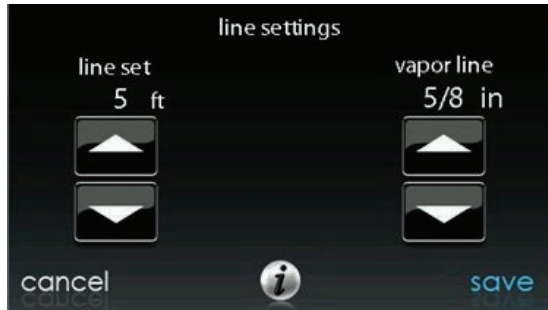 line settings
line set
5 ft
vapor line
5/8 in
cancel
i
save